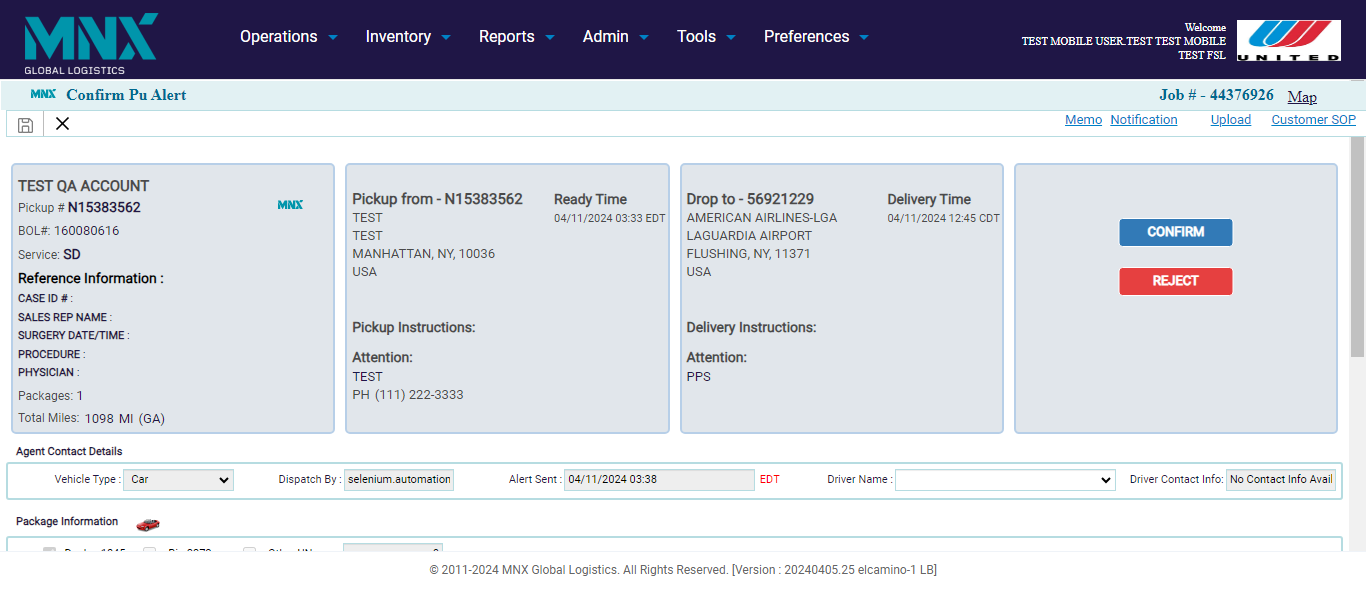 MNX
GLOBAL LOGISTICS
Operations Inventory Reports Admin Tools Preferences
Welcome
TEST MOBILE USER.TEST TEST MOBILE
TEST FSL
UNITED
MNX Confirm Pu Alert
Job # - 44376926 Map
Memo Notification Upload Customer SOP
TEST QA ACCOUNT
Pickup # N15383562
MNX
BOL#: 160080616
Service: SD
Reference Information :
CASE ID # :
SALES REP NAME :
SURGERY DATE/TIME :
PROCEDURE :
PHYSICIAN :
Packages: 1
Total Miles: 1098 MI (GA)
Pickup from - N15383562
TEST
TEST
MANHATTAN, NY, 10036
USA
Ready Time
04/11/2024 03:33 EDT
Pickup Instructions:
Attention:
TEST
PH (111) 222-3333
Drop to - 56921229
AMERICAN AIRLINES-LGA
LAGUARDIA AIRPORT
FLUSHING, NY, 11371
USA
Delivery Time
04/11/2024 12:45 CDT
Delivery Instructions:
Attention:
PPS
CONFIRM
REJECT
Agent Contact Details
Vehicle Type : Car Dispatch By : selenium.automation Alert Sent : 04/11/2024 03:38 EDT Driver Name : Driver Contact Info: No Contact Info Avail
Package Information
© 2011-2024 MNX Global Logistics. All Rights Reserved. [Version : 20240405.25 elcamino-1 LB]